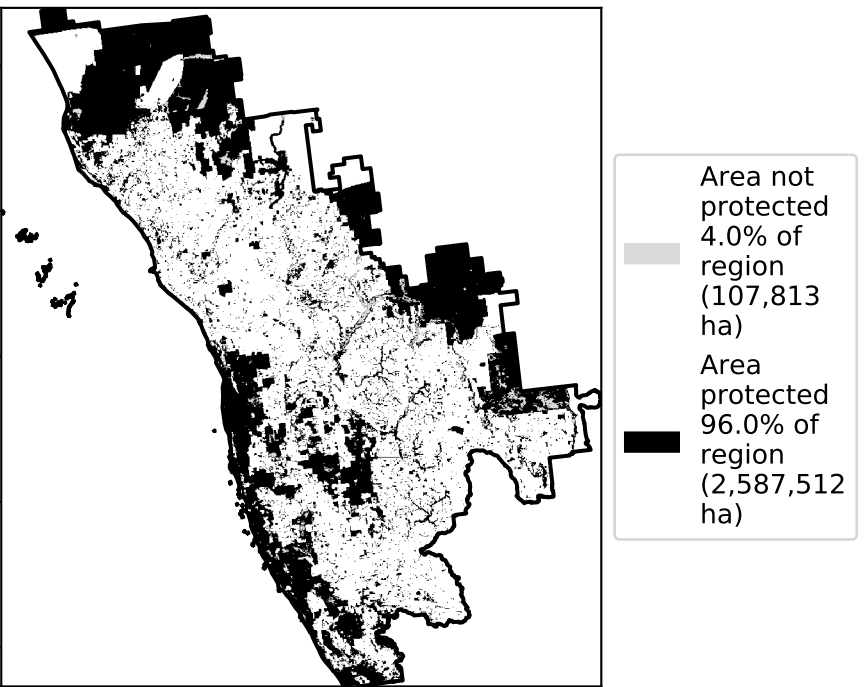 Area not
protected
4.0% of
region
(107,813
ha)
Area
protected
96.0% of
region
(2,587,512
ha)